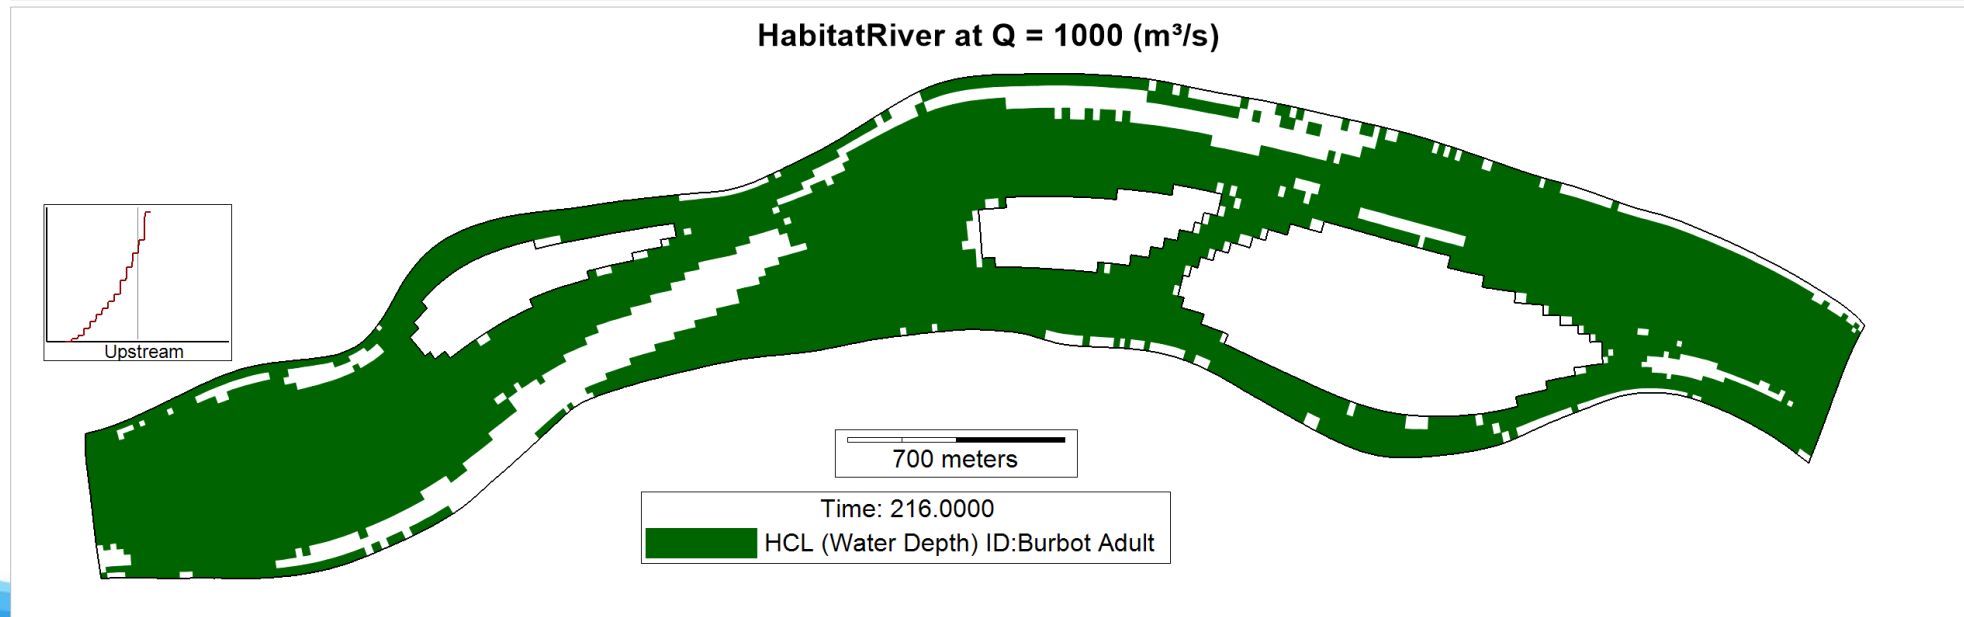 HabitatRiver at Q = 1000 (m³/s)
Upstream
700 meters
Time: 216.0000
HCL (Water Depth) ID:Burbot Adult